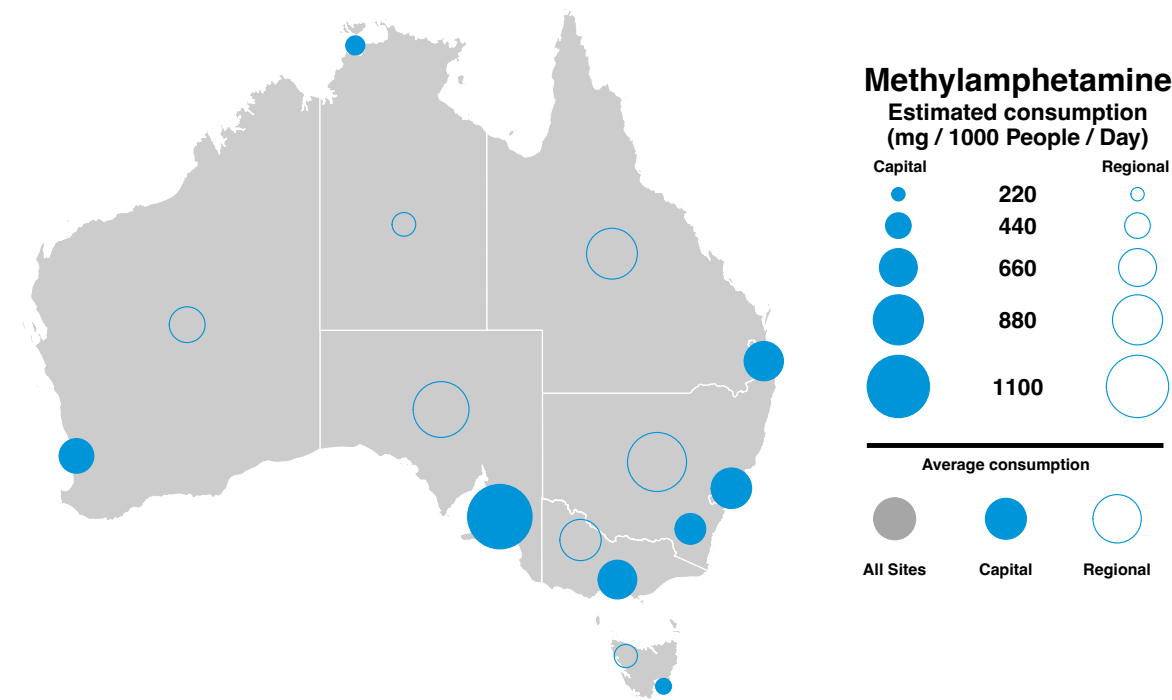 Methylamphetamine
Estimated consumption
(mg / 1000 People / Day)
Capital Regional
220
440
660
880
1100
Average consumption
All Sites Capital Regional